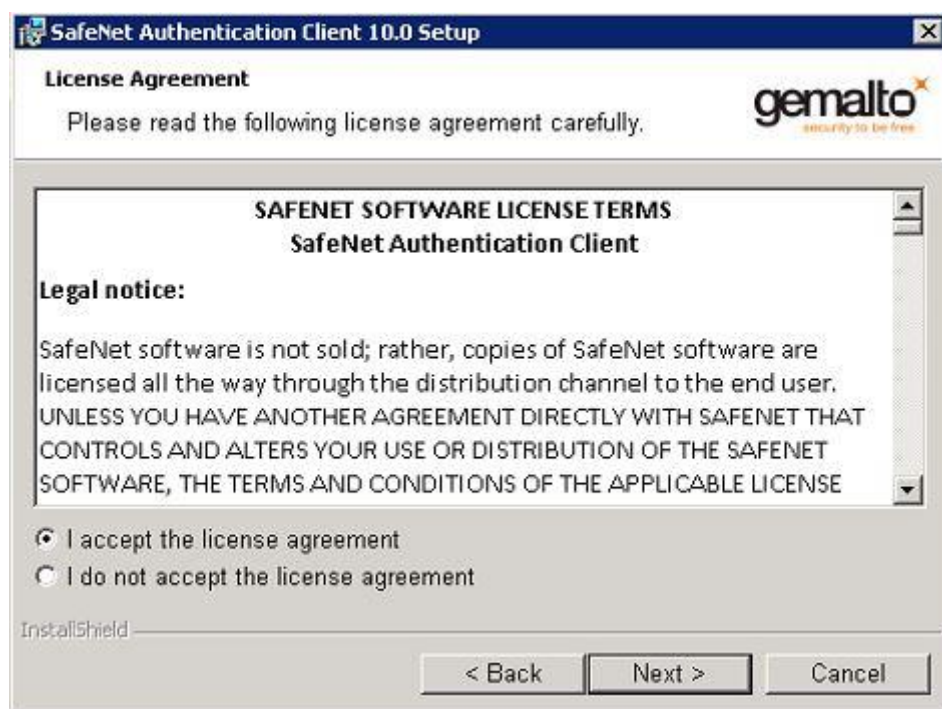 SafeNet Authentication Client 10.0 Setup
License Agreement
Please read the following license agreement carefully.
gemalto
security to be free
SAFENET SOFTWARE LICENSE TERMS
SafeNet Authentication Client
Legal notice:
SafeNet software is not sold; rather, copies of SafeNet software are
licensed all the way through the distribution channel to the end user.
UNLESS YOU HAVE ANOTHER AGREEMENT DIRECTLY WITH SAFENET THAT
CONTROLS AND ALTERS YOUR USE OR DISTRIBUTION OF THE SAFENET
SOFTWARE, THE TERMS AND CONDITIONS OF THE APPLICABLE LICENSE
I accept the license agreement
I do not accept the license agreement
InstallShield
< Back
Next >
Cancel